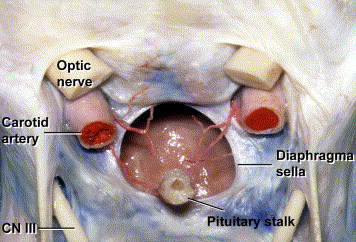 Optic
nerve
Carotid
artery
Diaphragma
sella
Pituitary stalk
CN III